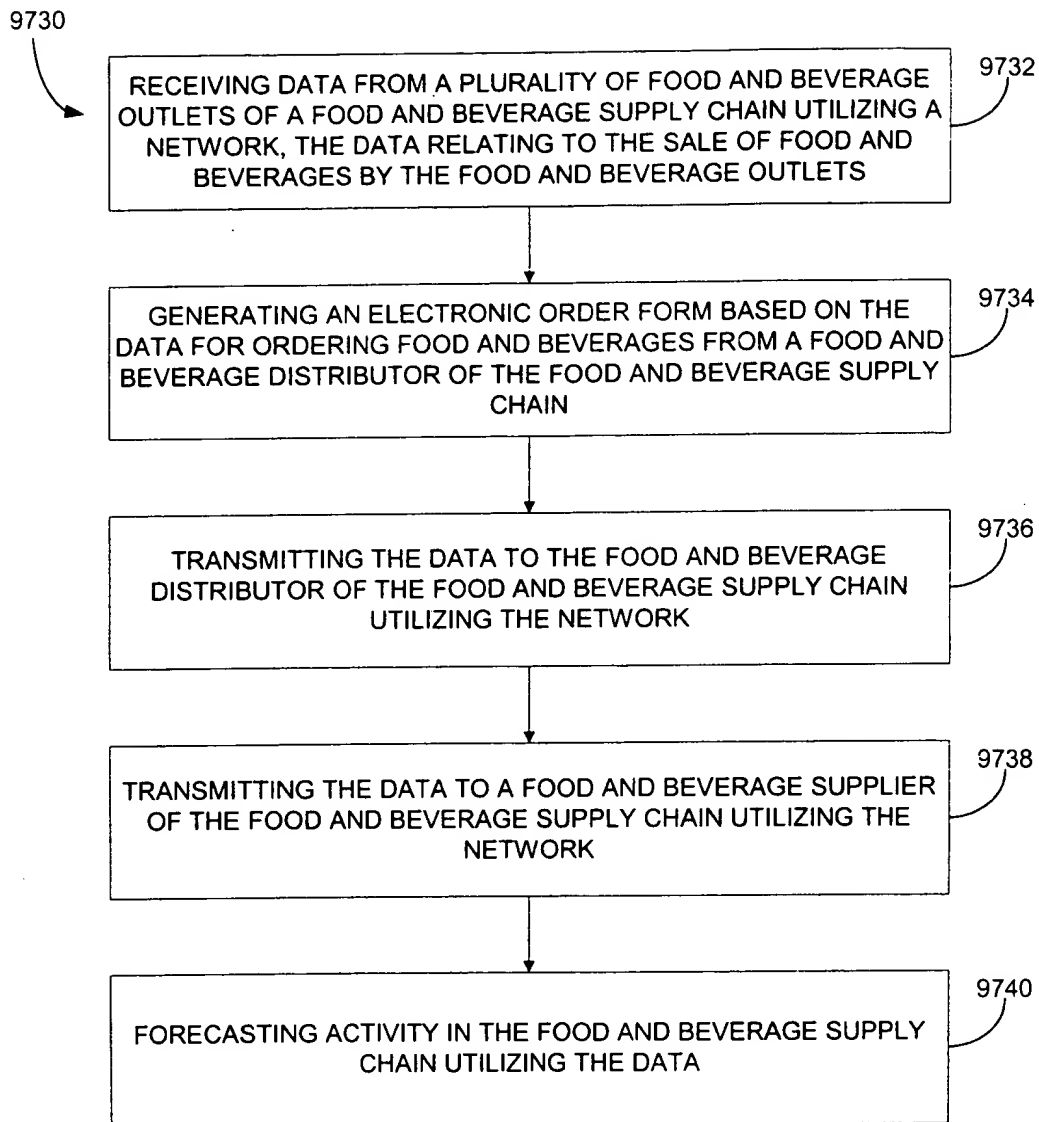 9730
RECEIVING DATA FROM A PLURALITY OF FOOD AND BEVERAGE
OUTLETS OF A FOOD AND BEVERAGE SUPPLY CHAIN UTILIZING A
NETWORK, THE DATA RELATING TO THE SALE OF FOOD AND
BEVERAGES BY THE FOOD AND BEVERAGE OUTLETS
9732
GENERATING AN ELECTRONIC ORDER FORM BASED ON THE
DATA FOR ORDERING FOOD AND BEVERAGES FROM A FOOD AND
BEVERAGE DISTRIBUTOR OF THE FOOD AND BEVERAGE SUPPLY
CHAIN
9734
TRANSMITTING THE DATA TO THE FOOD AND BEVERAGE
DISTRIBUTOR OF THE FOOD AND BEVERAGE SUPPLY CHAIN
UTILIZING THE NETWORK
9736
TRANSMITTING THE DATA TO A FOOD AND BEVERAGE SUPPLIER
OF THE FOOD AND BEVERAGE SUPPLY CHAIN UTILIZING THE
NETWORK
9738
FORECASTING ACTIVITY IN THE FOOD AND BEVERAGE SUPPLY
CHAIN UTILIZING THE DATA
9740